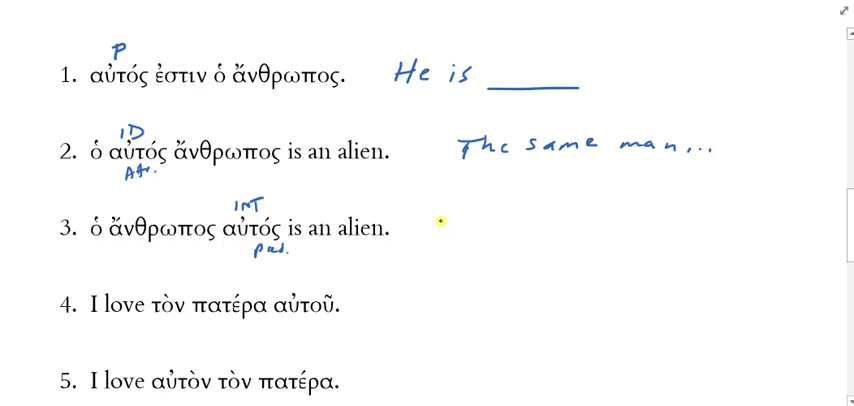 P
1. αὐτός ἐστιν ὁ ἄνθρωπος. He is ______
ID
2. ὁ αὐτός ἄνθρωπος is an alien. The same man...
Att.
INT
3. ὁ ἄνθρωπος αὐτός is an alien.
4. I love τὸν πατέρα αὐτοῦ.
5. I love αὐτὸν τὸν πατέρα.